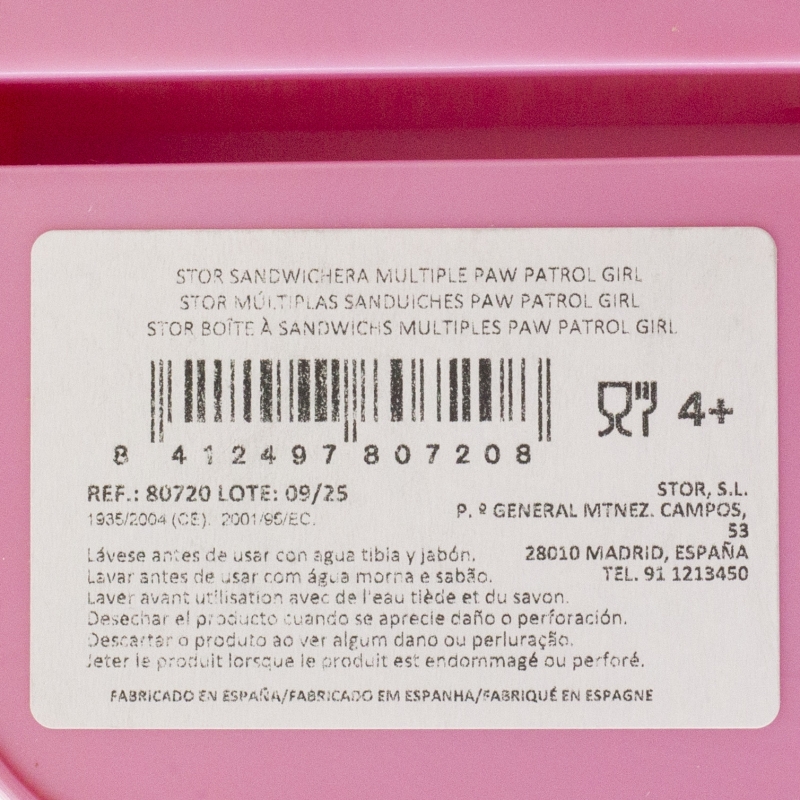 STOR SANDWICHERA MULTIPLE PAW PATROL GIRL
STOR MÚLTIPLAS SANDUICHES PAW PATROL GIRL
STOR BOÎTE À SANDWICHS MULTIPLES PAW PATROL GIRL
4+
8 412497 807208
REF.: 80720 LOTE: 09/25
1935/2004 (CE). 2001/95/EC.
STOR, S.L.
P. º GENERAL MTNEZ. CAMPOS,
53
28010 MADRID, ESPAÑA
TEL. 91 1213450
Lávese antes de usar con agua tibia y jabón.
Lavar antes de usar com água morna e sabão.
Laver avant utilisation avec de l'eau tiède et du savon.
Desechar el producto cuando se aprecie daño o perforación.
Descartar o produto ao ver algum dano ou perluração.
Jeter le produit lorsque le produit est endommagé ou perforé.
FABRICADO EN ESPAÑA/FABRICADO EM ESPANHA/FABRIQUÉ EN ESPAGNE